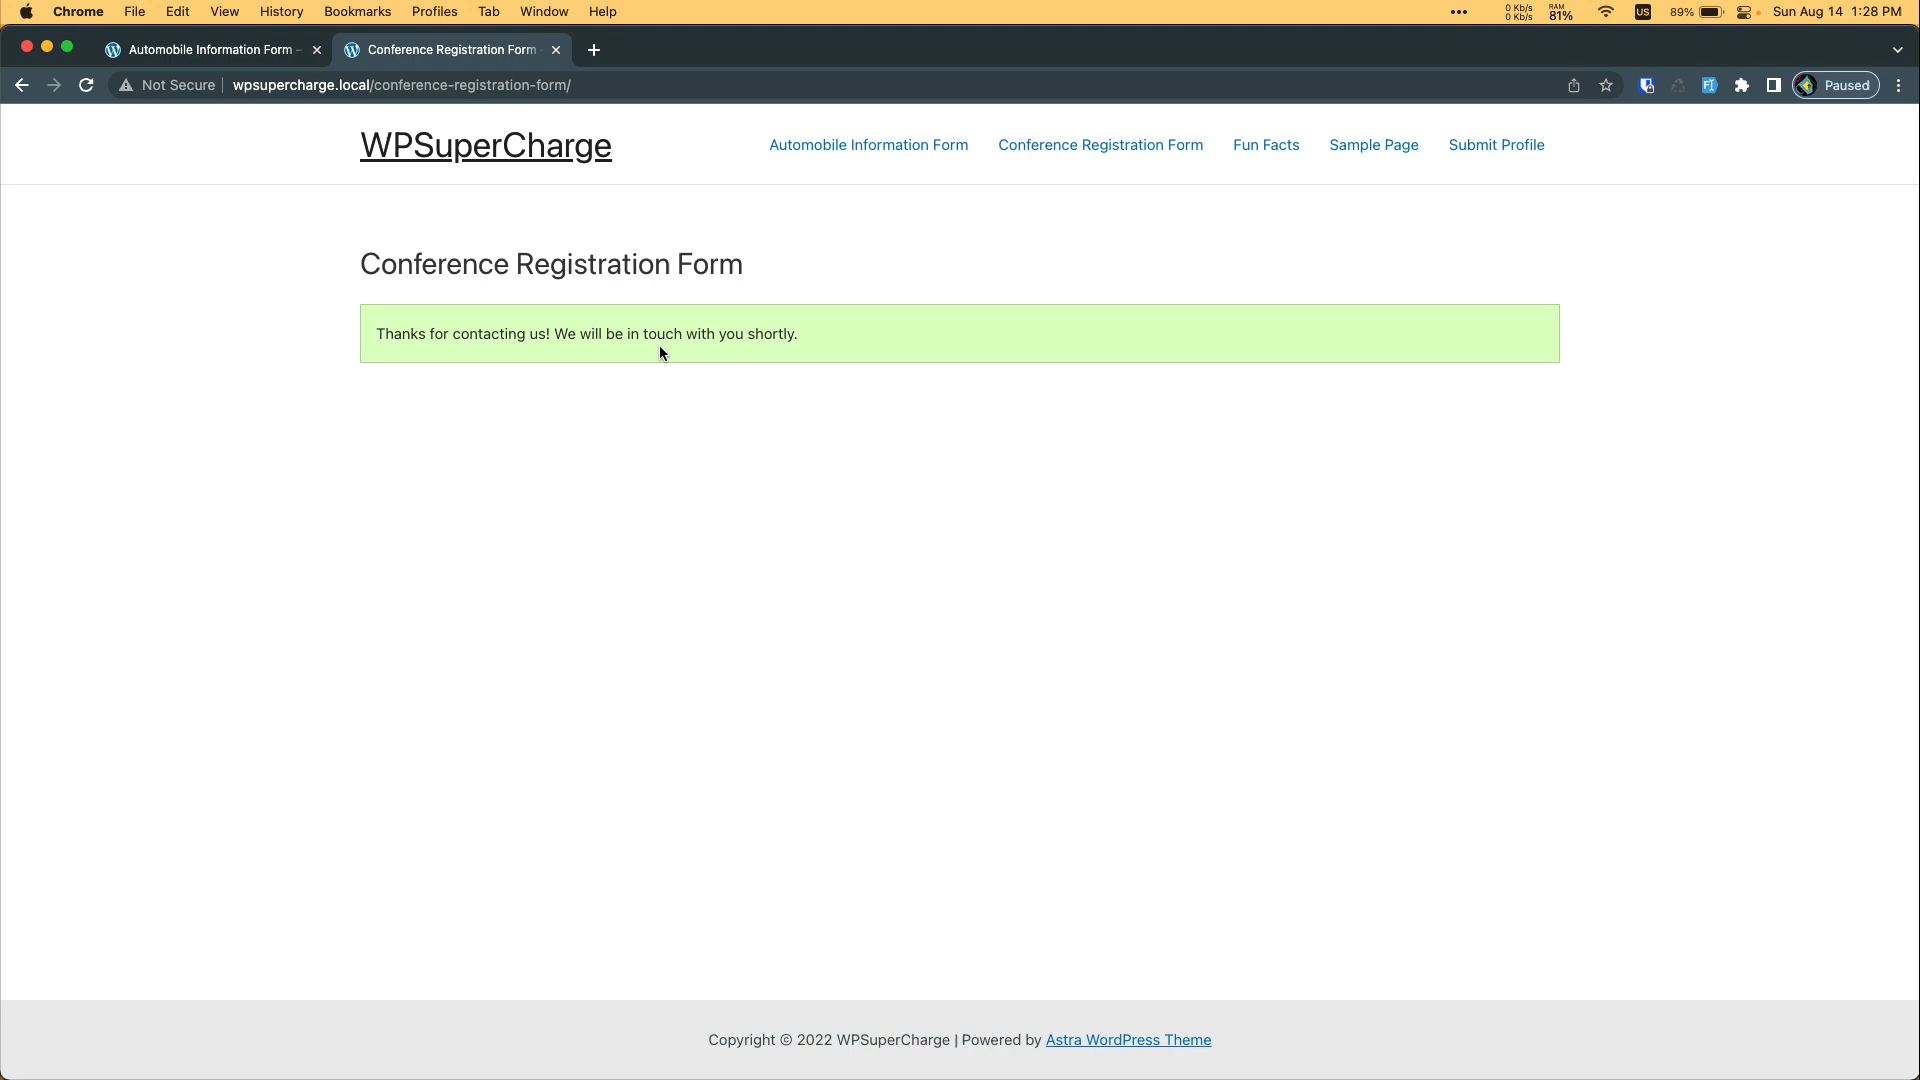 Chrome File Edit View History Bookmarks Profiles Tab Window Help
0 Kb/s
0 Kb/s
RAM
81%
US
89%
Sun Aug 14 1:28 PM
Automobile Information Form -
Conference Registration Form
Not Secure wpsupercharge.local/conference-registration-form/
Paused
WPSuperCharge
Automobile Information Form Conference Registration Form Fun Facts Sample Page Submit Profile
Conference Registration Form
Thanks for contacting us! We will be in touch with you shortly.
Copyright © 2022 WPSuperCharge | Powered by Astra WordPress Theme